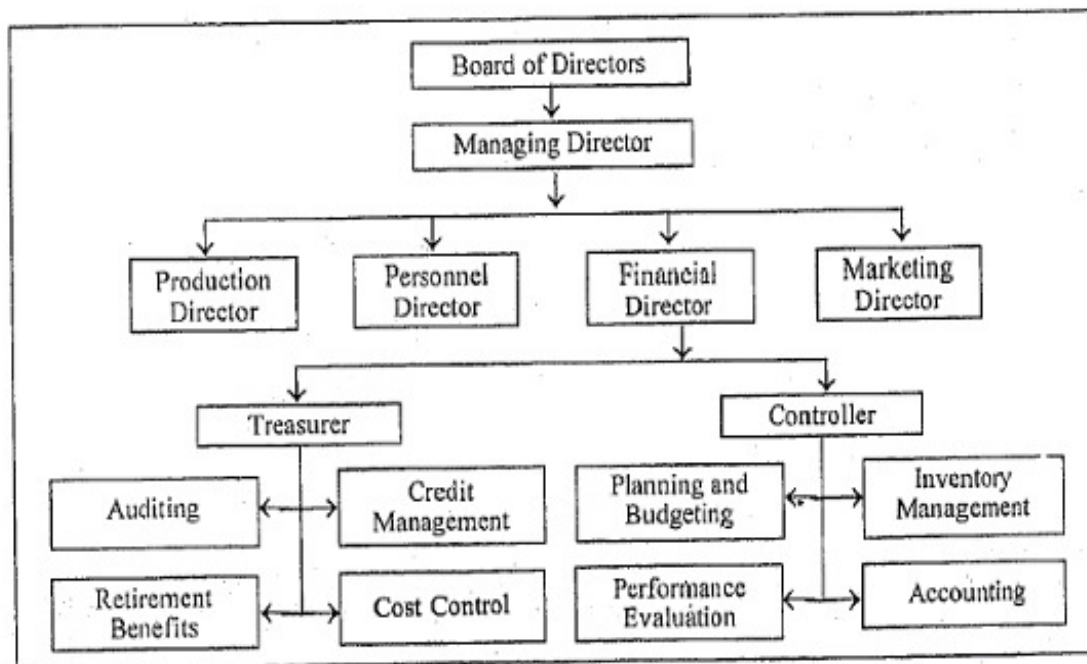 Board of Directors
Managing Director
Production
Director
Personnel
Director
Financial
Director
Marketing
Director
Treasurer
Controller
Auditing
Credit
Management
Planning and
Budgeting
Inventory
Management
Retirement
Benefits
Cost Control
Performance
Evaluation
Accounting